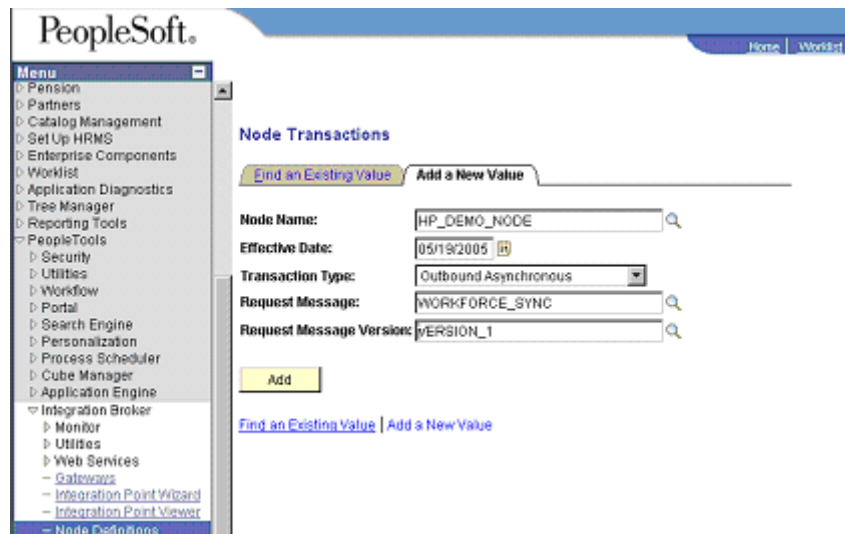 PeopleSoft.
Home Worklist
Menu
Pension
Partners
Catalog Management
Set Up HRMS
Enterprise Components
Worklist
Application Diagnostics
Tree Manager
Reporting Tools
PeopleTools
Security
Utilities
Workflow
Portal
Search Engine
Personalization
Process Scheduler
Cube Manager
Application Engine
Integration Broker
Monitor
Utilities
Web Services
Gateways
Integration Point Wizard
Integration Point Viewer
Node Definitions
Node Transactions
Find an Existing Value Add a New Value
Node Name: HP_DEMO_NODE
Effective Date: 05/19/2005
Transaction Type: Outbound Asynchronous
Request Message: WORKFORCE_SYNC
Request Message Version: VERSION_1
Add
Find an Existing Value | Add a New Value